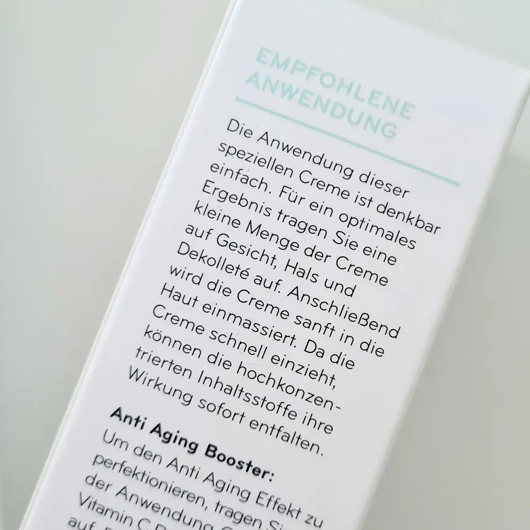 EMPFOHLENE
ANWENDUNG
Die Anwendung dieser
speziellen Creme ist denkbar
einfach. Für ein optimales
Ergebnis tragen Sie eine
kleine Menge der Creme
auf Gesicht, Hals und
Dekolleté auf. Anschließend
wird die Creme sanft in die
Haut einmassiert. Da die
Creme schnell einzieht,
können die hochkonzen-
trierten Inhaltsstoffe ihre
Wirkung sofort entfalten.
Anti Aging Booster:
Um den Anti Aging Effekt zu
perfektionieren, tragen
der Anwendung
Vitamin C
auf.